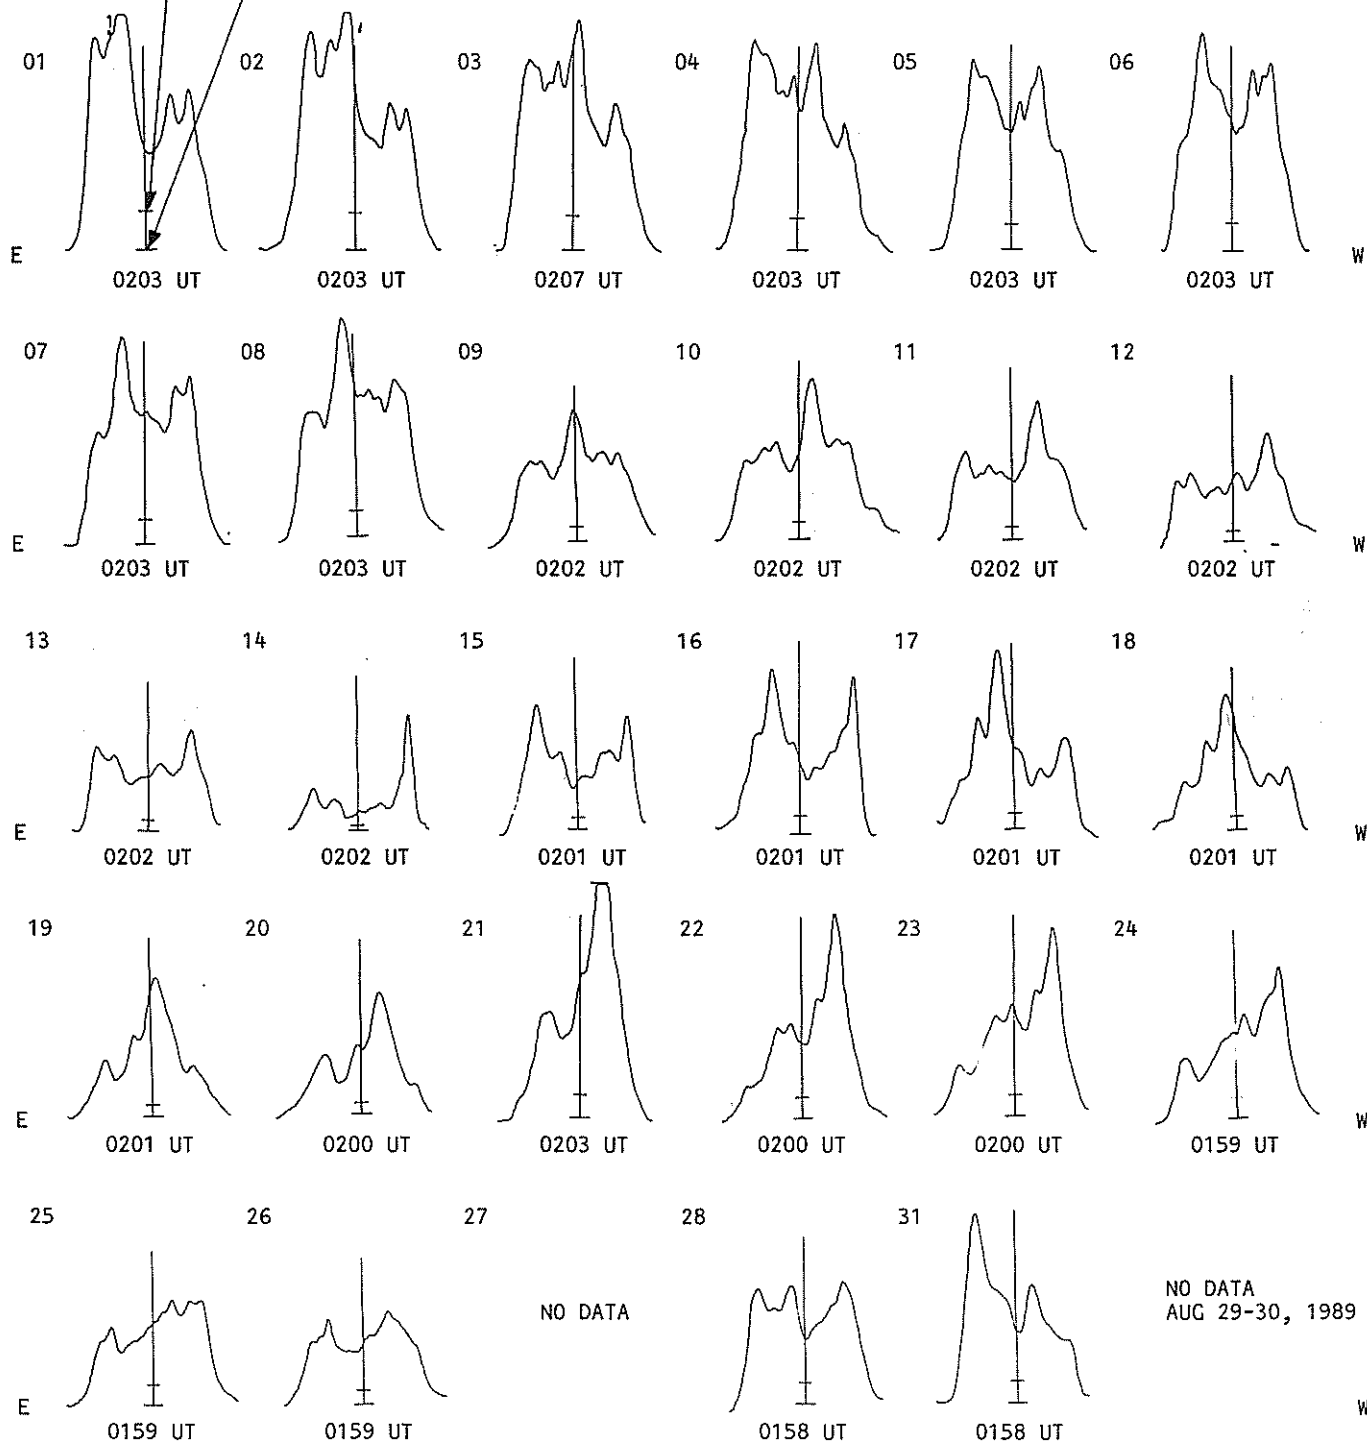 01 02 03 04 05 06
E W
0203 UT 0203 UT 0207 UT 0203 UT 0203 UT 0203 UT
07 08 09 10 11 12
E W
0203 UT 0203 UT 0202 UT 0202 UT 0202 UT 0202 UT
13 14 15 16 17 18
E W
0202 UT 0202 UT 0201 UT 0201 UT 0201 UT 0201 UT
19 20 21 22 23 24
E W
0201 UT 0200 UT 0203 UT 0200 UT 0200 UT 0159 UT
25 26 27 28 31
NO DATA
NO DATA
AUG 29-30, 1989
E W
0159 UT 0159 UT 0158 UT 0158 UT